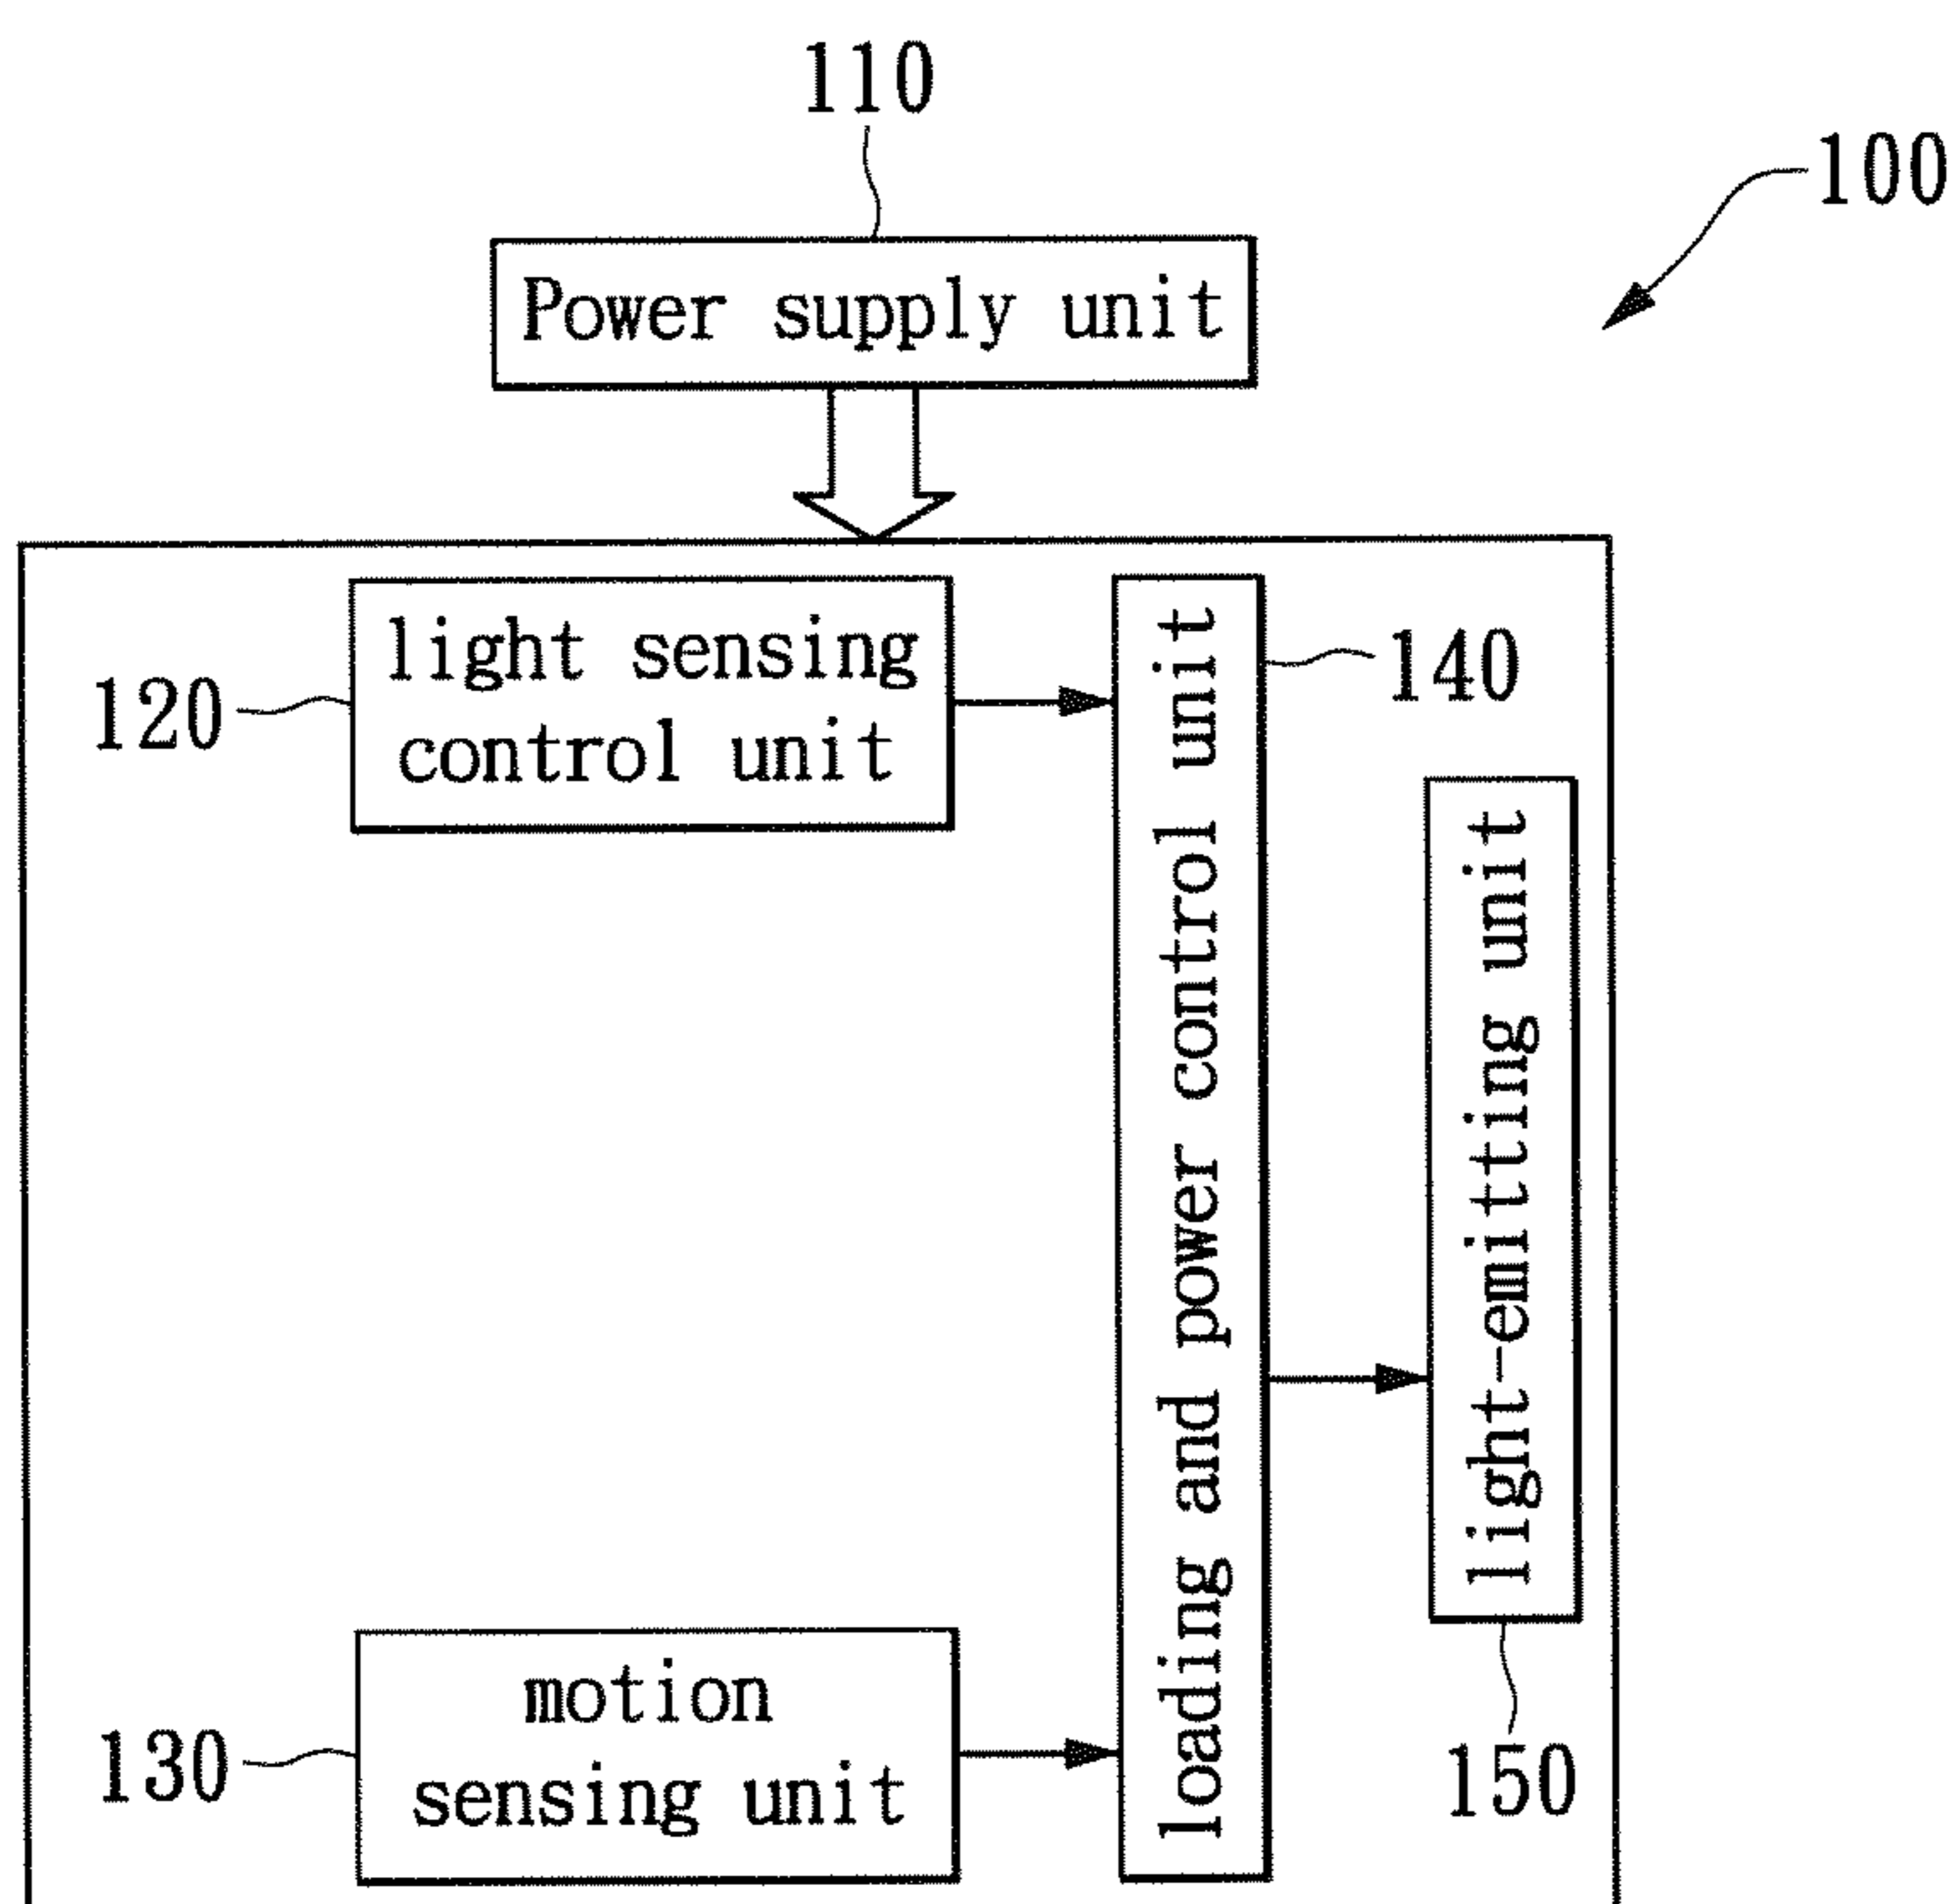 110
100
Power supply unit
light sensing
control unit
120
140
loading and power control unit
light-emitting unit
motion
sensing unit
130
150